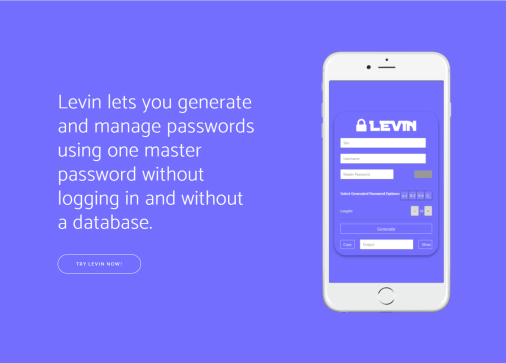 Levin lets you generate
and manage passwords
using one master
password without
logging in and without
a database.
TRY LEVIN NOW!
LEVIN
Site
Username
Master Password
Select Generated Password Options:
Length:
Generate
Copy
Output
Show